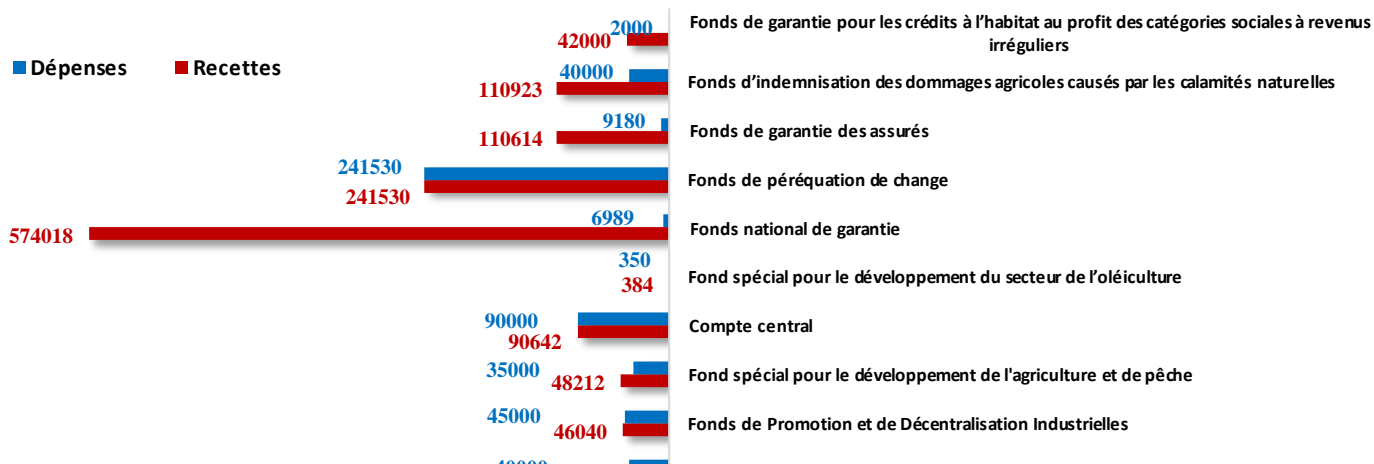 Dépenses
Recettes
2000
42000
Fonds de garantie pour les crédits à l’habitat au profit des catégories sociales à revenus
irréguliers
40000
110923
Fonds d’indemnisation des dommages agricoles causés par les calamités naturelles
9180
110614
Fonds de garantie des assurés
241530
241530
Fonds de péréquation de change
6989
574018
Fonds national de garantie
350
384
Fond spécial pour le développement du secteur de l’oléiculture
90000
90642
Compte central
35000
48212
Fond spécial pour le développement de l'agriculture et de pêche
45000
46040
Fonds de Promotion et de Décentralisation Industrielles